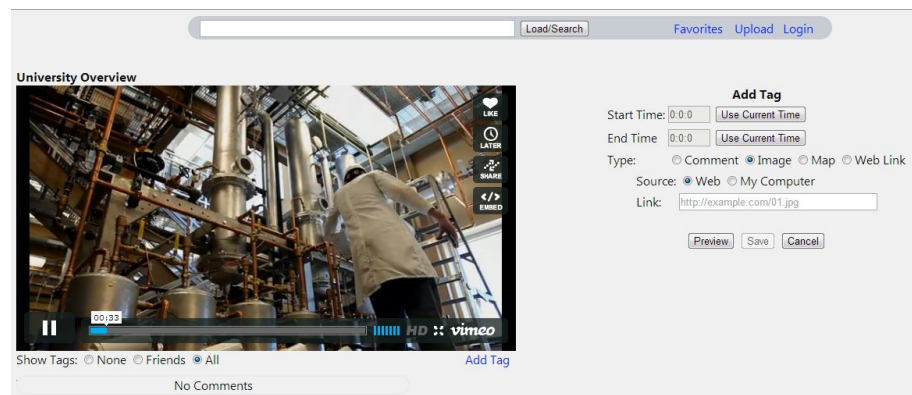 Load/Search Favorites Upload Login
University Overview
LIKE
LATER
SHARE
</>
EMBED
00:33
HD vimeo
Show Tags: None Friends All Add Tag
No Comments
Add Tag
Start Time: 0:0:0 Use Current Time
End Time 0:0:0 Use Current Time
Type: Comment Image Map Web Link
Source: Web My Computer
Link: http://example.com/01.jpg
Preview Save Cancel